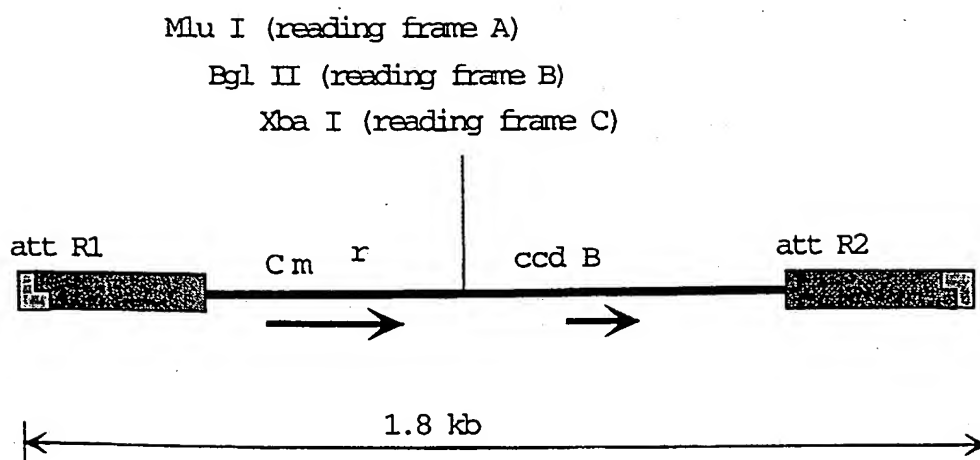 Mlu I (reading frame A)
Bgl II (reading frame B)
Xba I (reading frame C)
att R1
Cm r
ccd B
att R2
1.8 kb